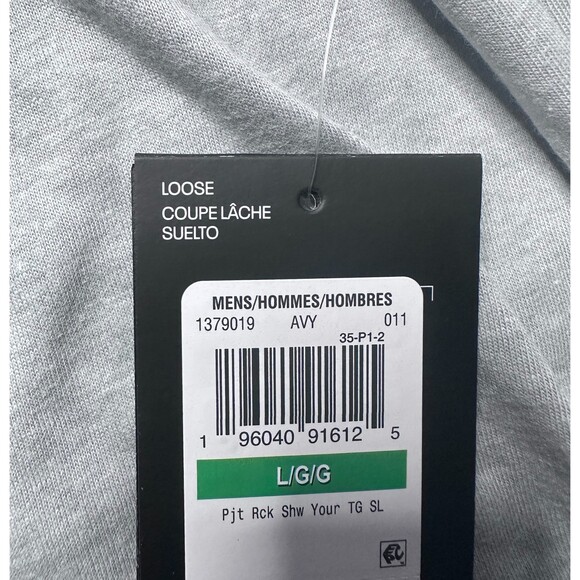 LOOSE
COUPE LÂCHE
SUELTO
MENS/HOMMES/HOMBRES
1379019 AVY 011
35-P1-2
1 96040 91612 5
L/G/G
Pjt Rck Shw Your TG SL